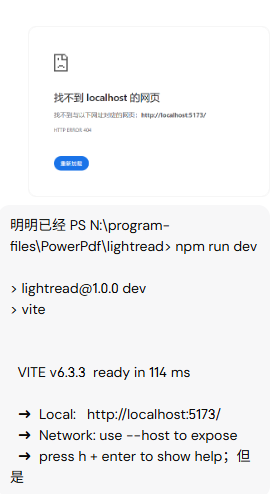 找不到 localhost 的网页
找不到与以下网址对应的网页：http://localhost:5173/
HTTP ERROR 404
重新加载
明明已经 PS N:\program-
files\PowerPdf\lightread> npm run dev
> lightread@1.0.0 dev
> vite
VITE v6.3.3 ready in 114 ms
➜ Local: http://localhost:5173/
➜ Network: use --host to expose
➜ press h + enter to show help；但
是